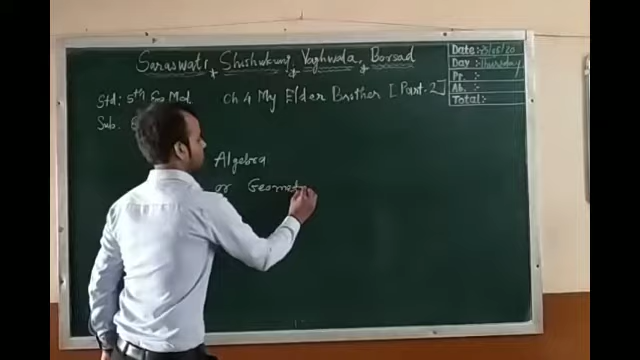 Saraswati, Shishukunj, Vaghwala, Borsad
Std: 5th Eng Med
Sub.
Ch 4 My Elder Brother [Part-2]
Date:
Day: Thursday
Pr. :
Ab. :
Total:
Algebra
or Geomet